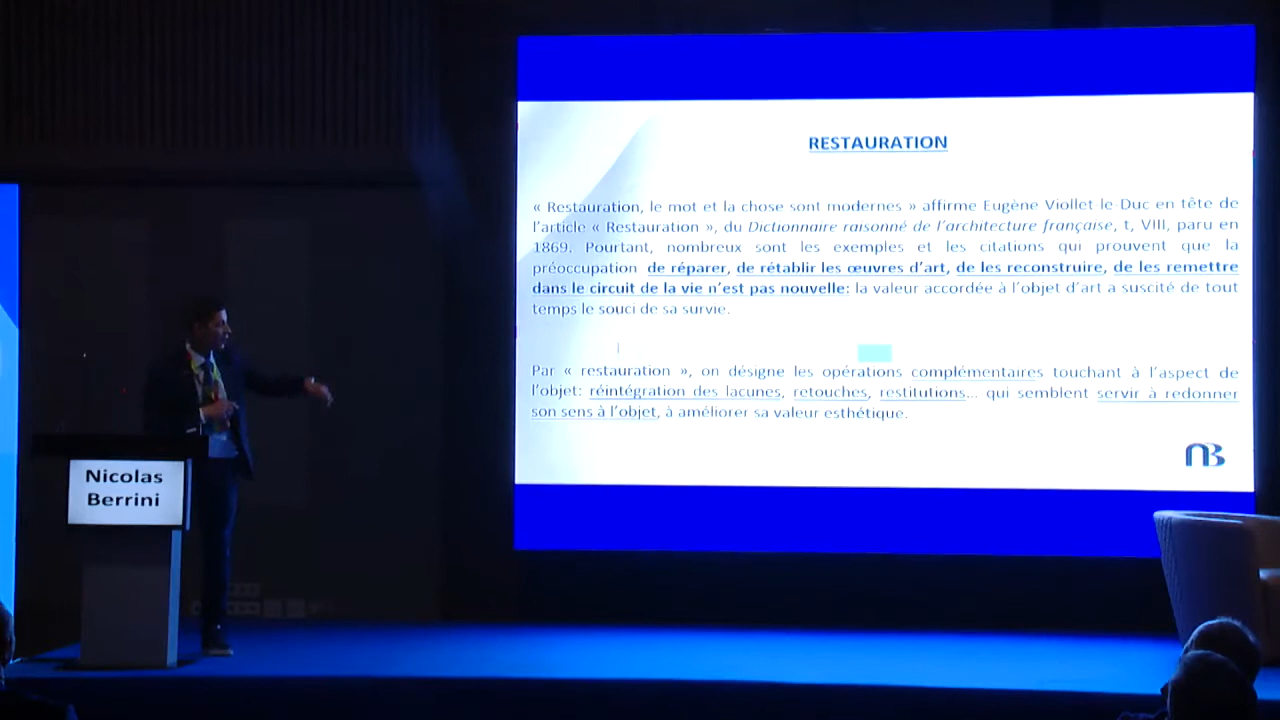 RESTAURATION
« Restauration, le mot et la chose sont modernes » affirme Eugène Viollet-le-Duc en tête de
l’article « Restauration », du Dictionnaire raisonné de l’architecture française, t, VIII, paru en
1869. Pourtant, nombreux sont les exemples et les citations qui prouvent que la
préoccupation de réparer, de rétablir les œuvres d’art, de les reconstruire, de les remettre
dans le circuit de la vie n’est pas nouvelle: la valeur accordée à l’objet d’art a suscité de tout
temps le souci de sa survie.
Par « restauration », on désigne les opérations complémentaires touchant à l’aspect de
l’objet: réintégration des lacunes, retouches, restitutions... qui semblent servir à redonner
son sens à l’objet, à améliorer sa valeur esthétique.
NB
Nicolas
Berrini